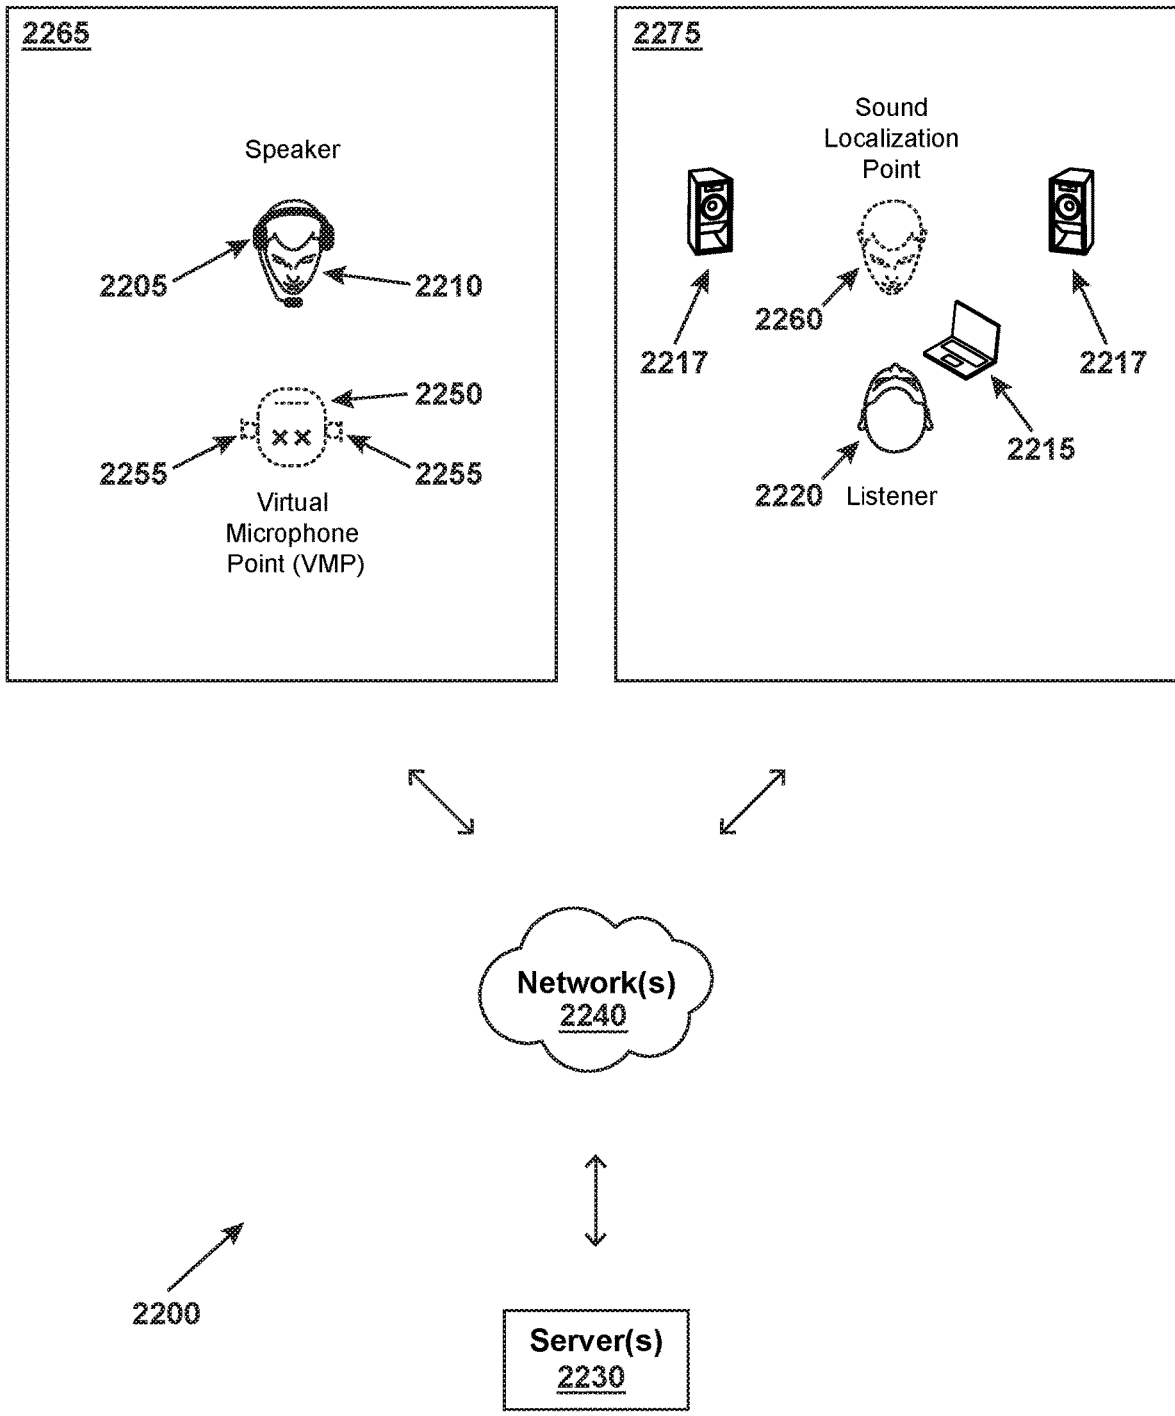 2265
Speaker
2205
2210
2250
2255
2255
Virtual
Microphone
Point (VMP)
2275
Sound
Localization
Point
2260
2217
2217
2215
2220
Listener
Network(s)
2240
2200
Server(s)
2230